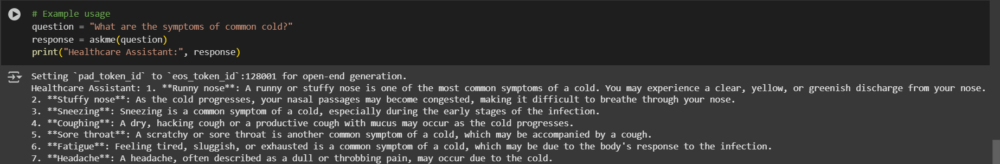 # Example usage
question = "What are the symptoms of common cold?"
response = askme(question)
print("Healthcare Assistant:", response)
Setting `pad_token_id` to `eos_token_id`:128001 for open-end generation.
Healthcare Assistant: 1. **Runny nose**: A runny or stuffy nose is one of the most common symptoms of a cold. You may experience a clear, yellow, or greenish discharge from your nose.
2. **Stuffy nose**: As the cold progresses, your nasal passages may become congested, making it difficult to breathe through your nose.
3. **Sneezing**: Sneezing is a common symptom of a cold, especially during the early stages of the infection.
4. **Coughing**: A dry, hacking cough or a productive cough with mucus may occur as the cold progresses.
5. **Sore throat**: A scratchy or sore throat is another common symptom of a cold, which may be accompanied by a cough.
6. **Fatigue**: Feeling tired, sluggish, or exhausted is a common symptom of a cold, which may be due to the body's response to the infection.
7. **Headache**: A headache, often described as a dull or throbbing pain, may occur due to the cold.